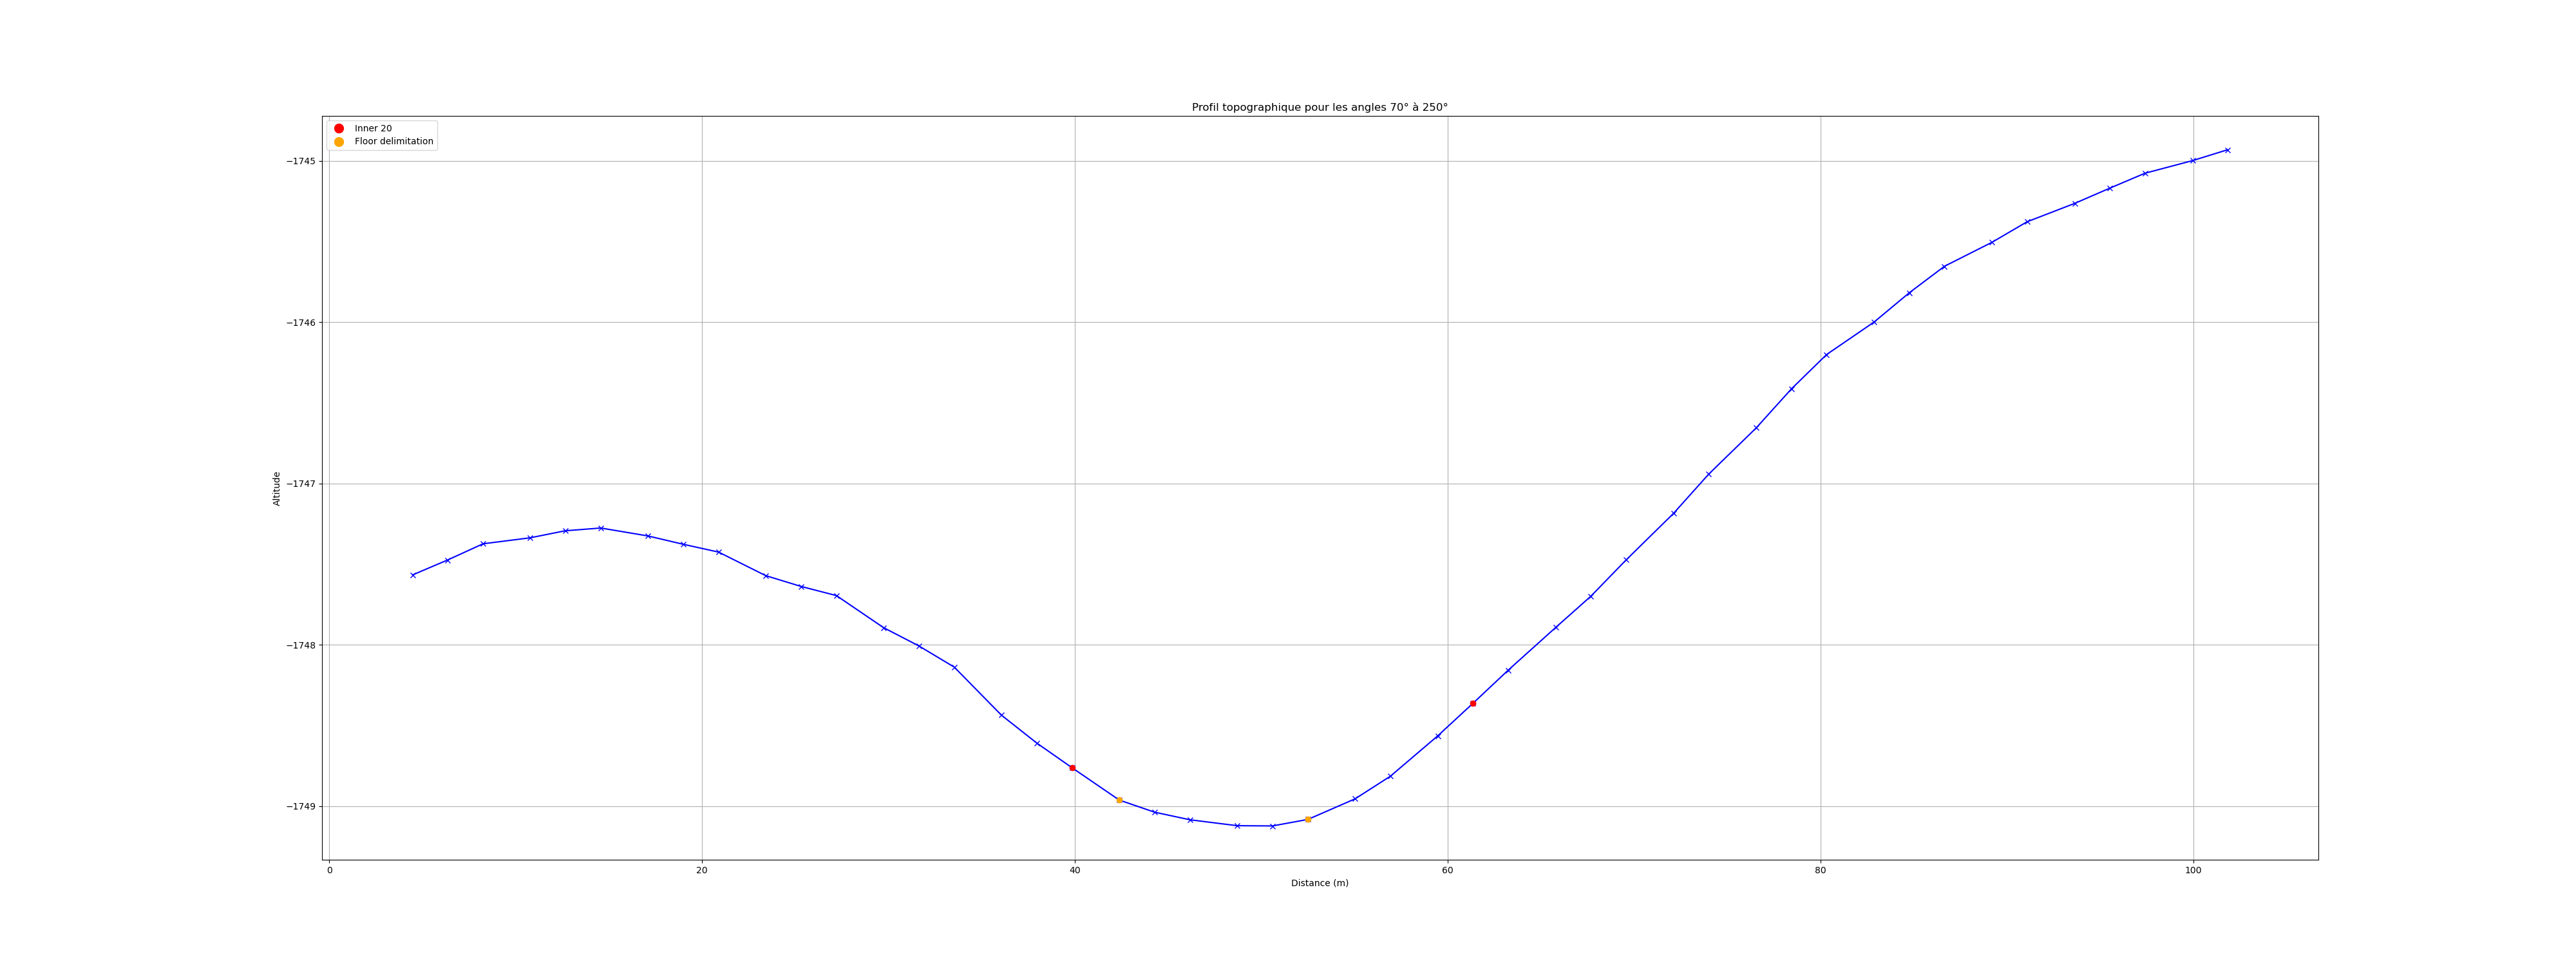 Profil topographique pour les angles 70° à 250°
Inner 20
Floor delimitation
−1745
−1746
−1747
−1748
−1749
Altitude
0 20 40 60 80 100
Distance (m)